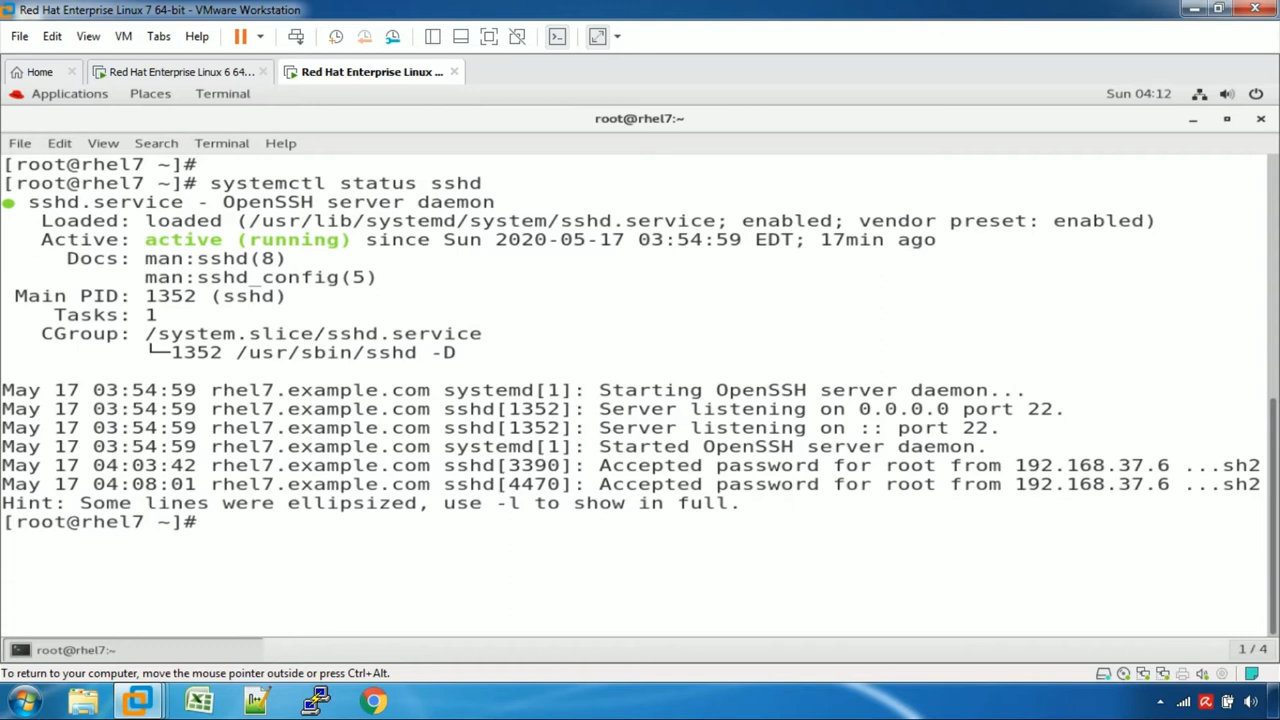 Red Hat Enterprise Linux 7 64-bit - VMware Workstation
File Edit View VM Tabs Help
Home Red Hat Enterprise Linux 6 64... Red Hat Enterprise Linux ...
Applications Places Terminal Sun 04:12
root@rhel7:~
File Edit View Search Terminal Help
[root@rhel7 ~]#
[root@rhel7 ~]# systemctl status sshd
● sshd.service - OpenSSH server daemon
Loaded: loaded (/usr/lib/systemd/system/sshd.service; enabled; vendor preset: enabled)
Active: active (running) since Sun 2020-05-17 03:54:59 EDT; 17min ago
Docs: man:sshd(8)
man:sshd_config(5)
Main PID: 1352 (sshd)
Tasks: 1
CGroup: /system.slice/sshd.service
└─1352 /usr/sbin/sshd -D
May 17 03:54:59 rhel7.example.com systemd[1]: Starting OpenSSH server daemon...
May 17 03:54:59 rhel7.example.com sshd[1352]: Server listening on 0.0.0.0 port 22.
May 17 03:54:59 rhel7.example.com sshd[1352]: Server listening on :: port 22.
May 17 03:54:59 rhel7.example.com systemd[1]: Started OpenSSH server daemon.
May 17 04:03:42 rhel7.example.com sshd[3390]: Accepted password for root from 192.168.37.6 ...sh2
May 17 04:08:01 rhel7.example.com sshd[4470]: Accepted password for root from 192.168.37.6 ...sh2
Hint: Some lines were ellipsized, use -l to show in full.
[root@rhel7 ~]#
root@rhel7:~ 1 / 4
To return to your computer, move the mouse pointer outside or press Ctrl+Alt.